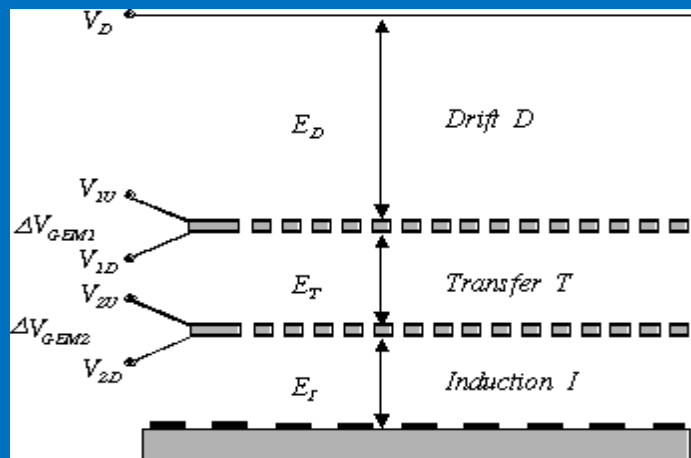 V_D
E_D Drift D
V_1U
ΔV_GEM1
V_1D
E_T Transfer T
V_2U
ΔV_GEM2
V_2D
E_I Induction I